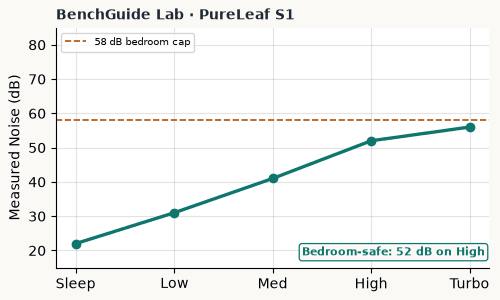 BenchGuide Lab · PureLeaf S1
58 dB bedroom cap
Measured Noise (dB)
80
70
60
50
40
30
20
Bedroom-safe: 52 dB on High
Sleep Low Med High Turbo